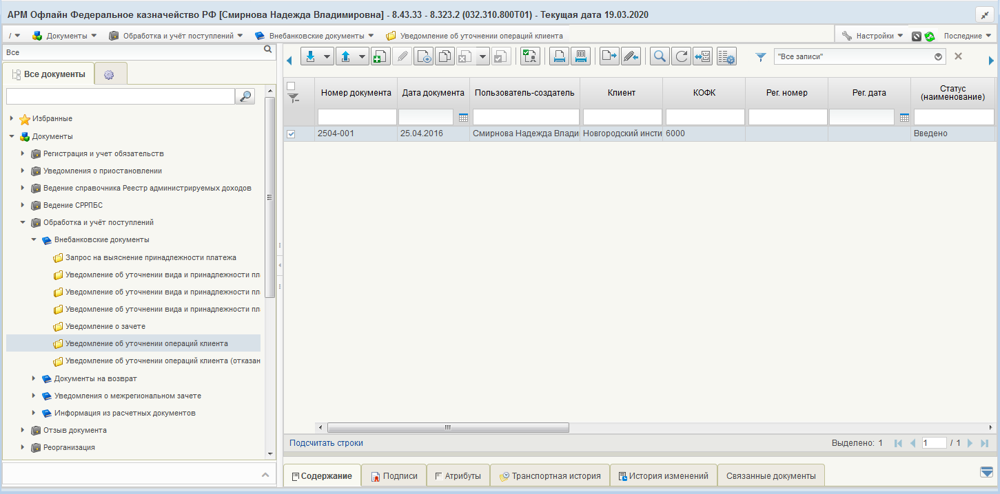 АРМ Офлайн Федеральное казначейство РФ [Смирнова Надежда Владимировна] - 8.43.33 - 8.323.2 (032.310.800T01) - Текущая дата 19.03.2020
/ Документы Обработка и учёт поступлений Внебанковские документы Уведомление об уточнении операций клиента Настройки Последние
Все
"Все записи"
Все документы
Номер документа Дата документа Пользователь-создатель Клиент КОФК Рег. номер Рег. дата Статус
(наименование)
2504-001 25.04.2016 Смирнова Надежда Влади Новгородский инсти 6000 Введено
Избранные
Документы
Регистрация и учет обязательств
Уведомления о приостановлении
Ведение справочника Реестр администрируемых доходов
Ведение СРРПБС
Обработка и учёт поступлений
Внебанковские документы
Запрос на выяснение принадлежности платежа
Уведомление об уточнении вида и принадлежности пл
Уведомление об уточнении вида и принадлежности пл
Уведомление об уточнении вида и принадлежности пл
Уведомление о зачете
Уведомление об уточнении операций клиента
Уведомление об уточнении операций клиента (отказан
Документы на возврат
Уведомления о межрегиональном зачете
Информация из расчетных документов
Отзыв документа
Реорганизация
Подсчитать строки Выделено: 1 1 / 1
Содержание Подписи Атрибуты Транспортная история История изменений Связанные документы